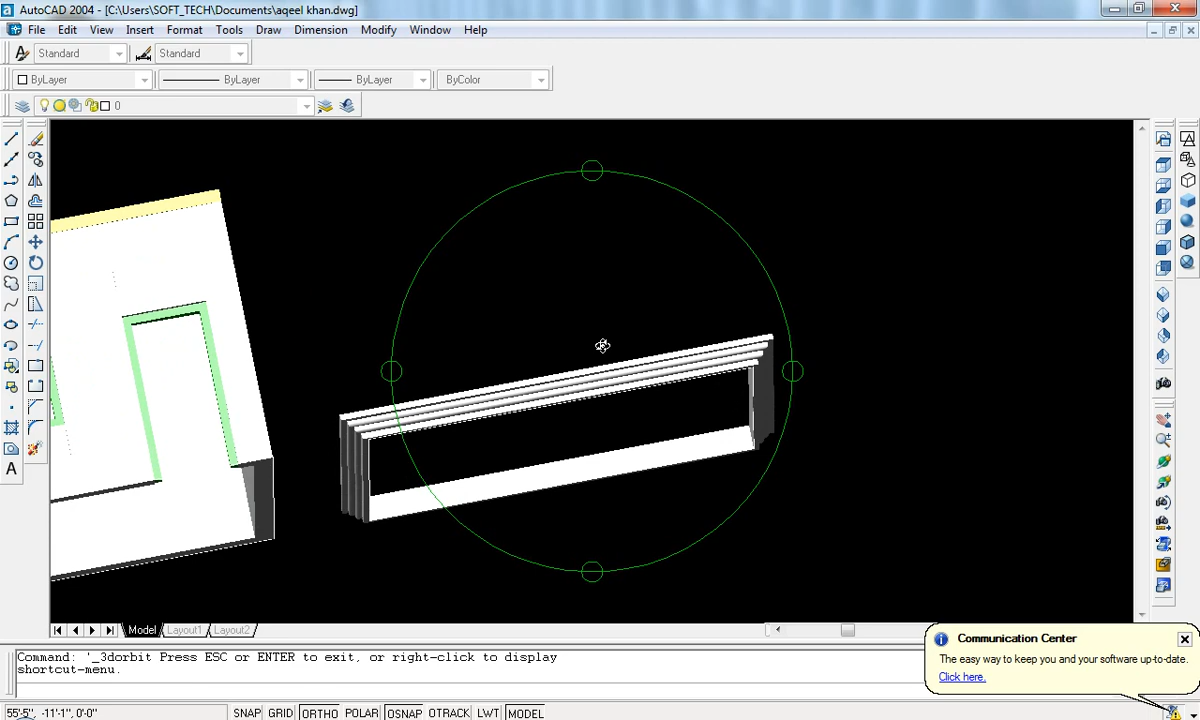 AutoCAD 2004 - [C:\Users\SOFT_TECH\Documents\aqeel khan.dwg]
File Edit View Insert Format Tools Draw Dimension Modify Window Help
Standard Standard
ByLayer ByLayer ByLayer ByColor
0
A
Model Layout1 Layout2
Command: '_3dorbit Press ESC or ENTER to exit, or right-click to display
shortcut-menu.
Communication Center
The easy way to keep you and your software up-to-date.
Click here.
55'-5", -11'-1", 0'-0" SNAP GRID ORTHO POLAR OSNAP OTRACK LWT MODEL